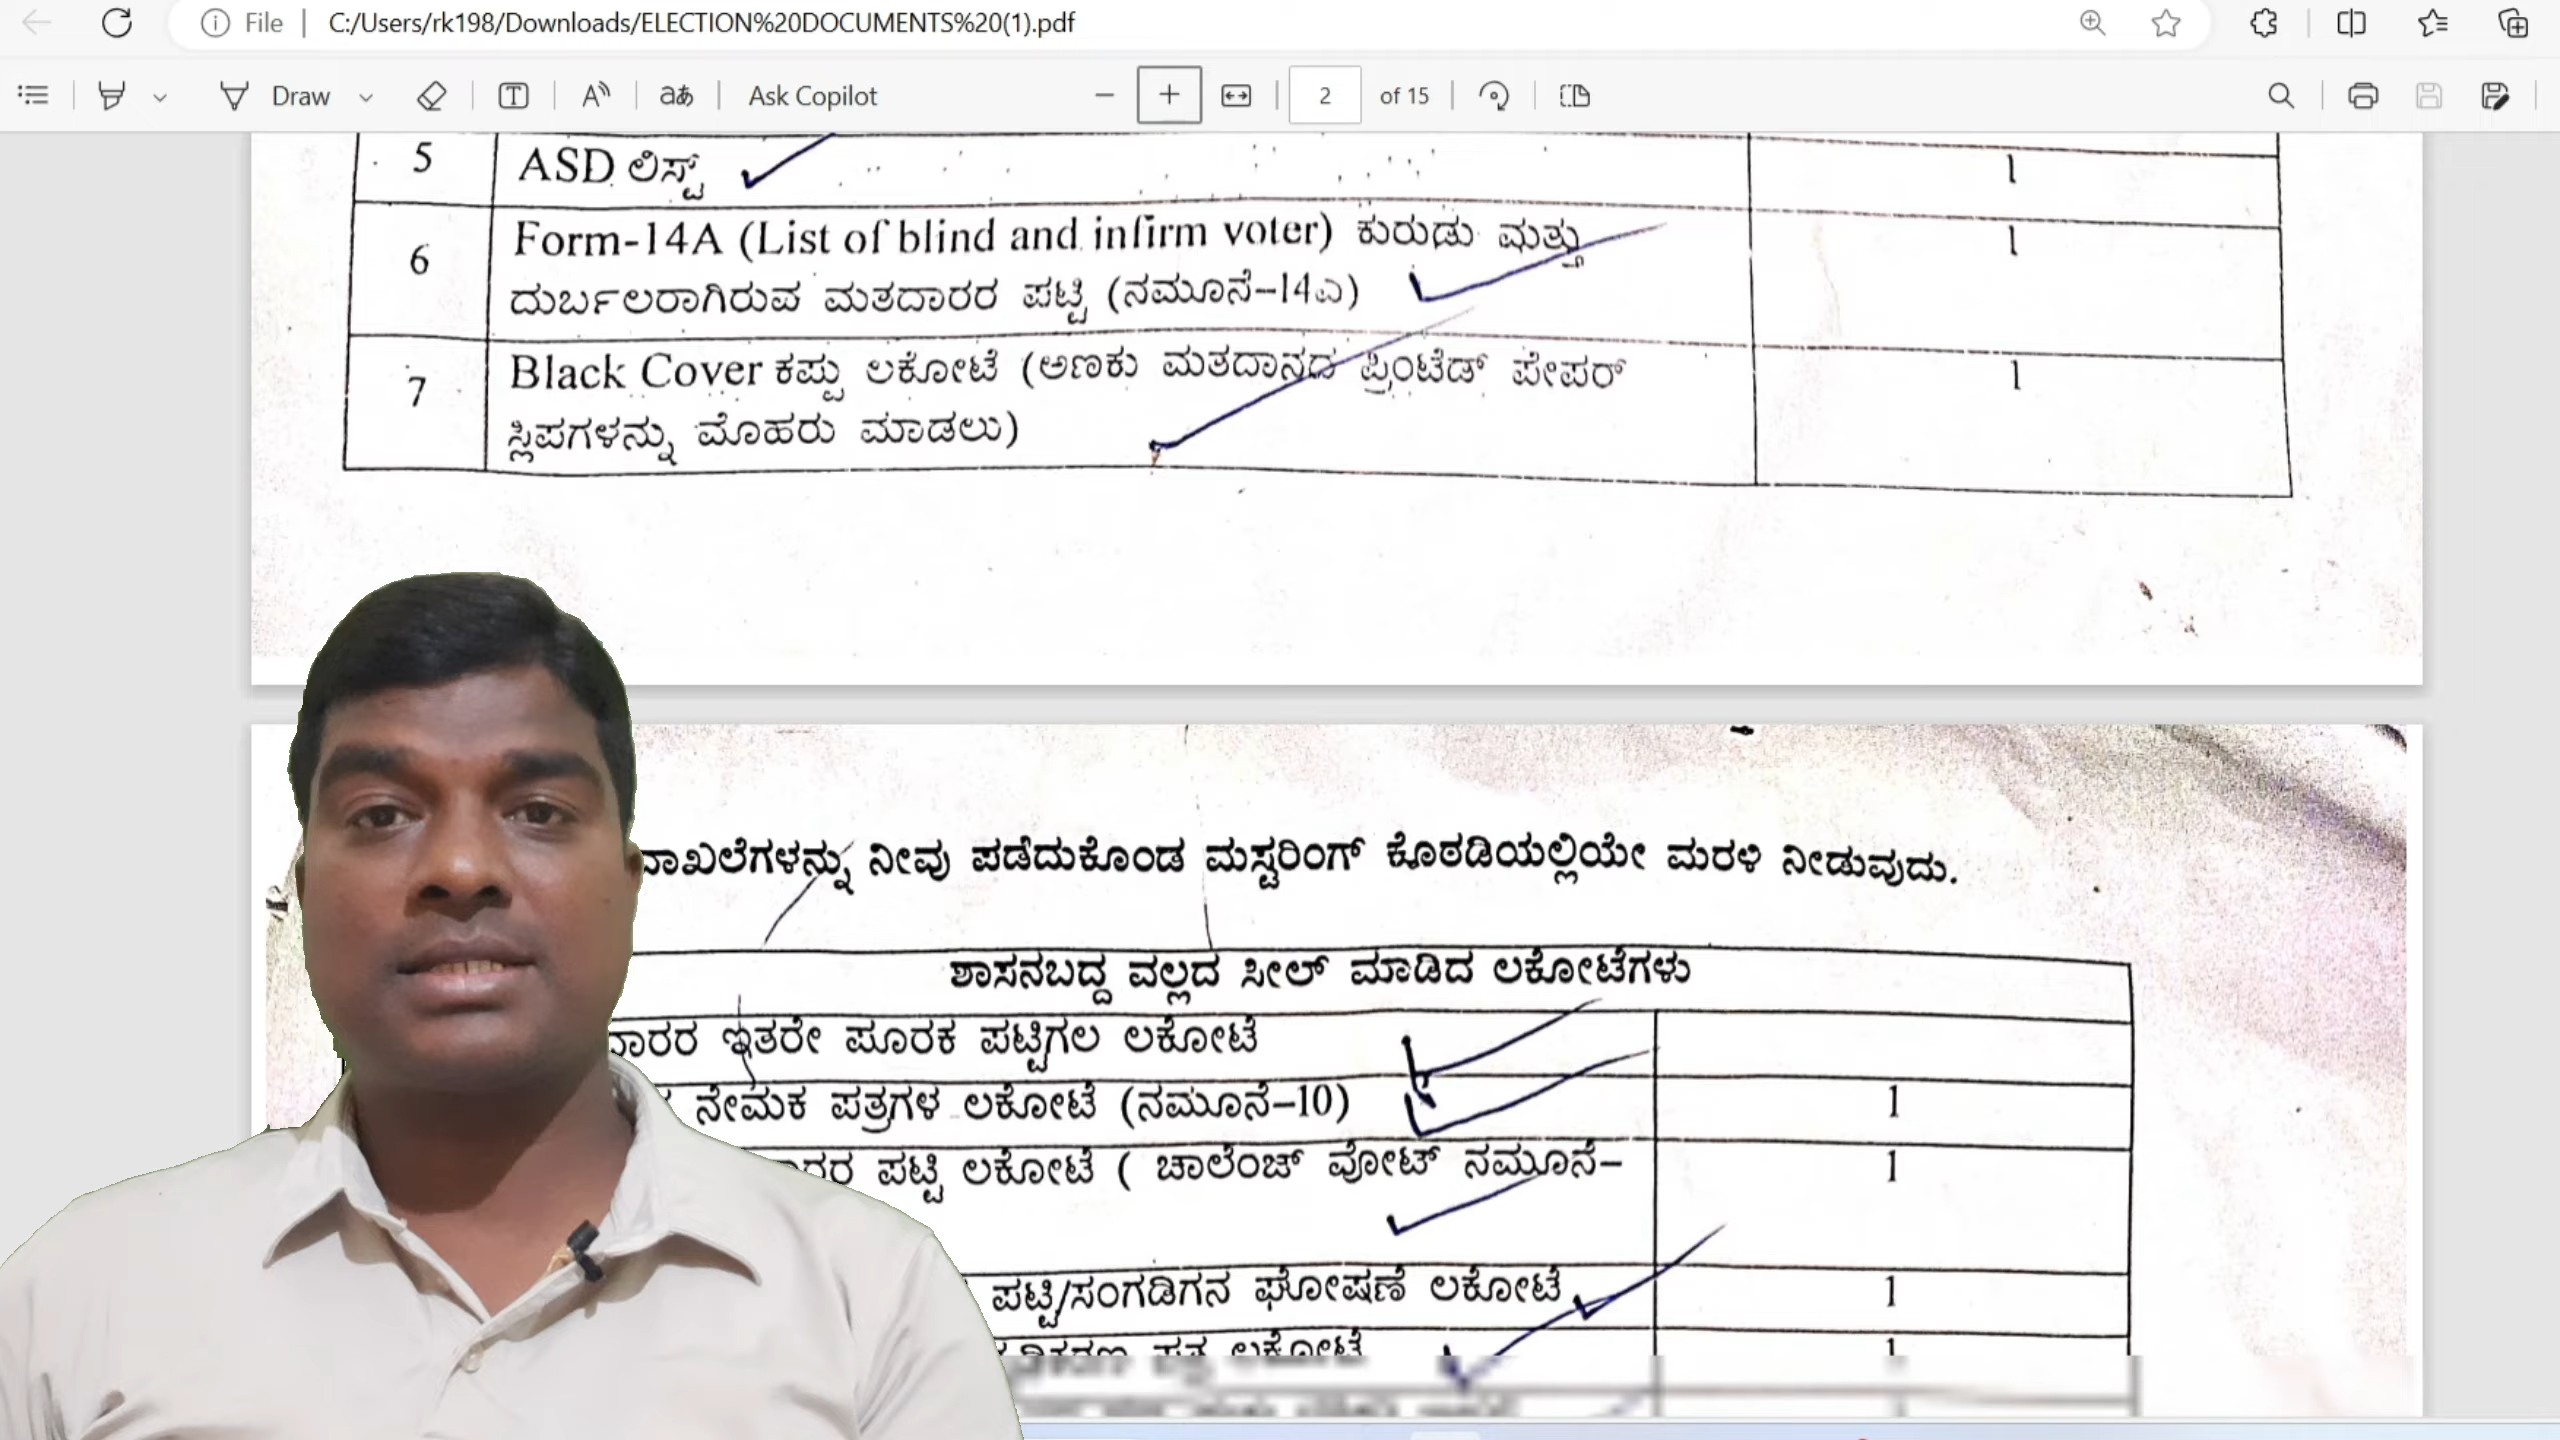 File | C:/Users/rk198/Downloads/ELECTION%20DOCUMENTS%20(1).pdf
Draw Ask Copilot 2 of 15
5 ASD ಲಿಸ್ಟ್ 1
6 Form-14A (List of blind and infirm voter) ಕುರುಡು ಮತ್ತು 1
ದುರ್ಬಲರಾಗಿರುವ ಮತದಾರರ ಪಟ್ಟಿ (ನಮೂನೆ-14ಎ)
7 Black Cover ಕಪ್ಪು ಲಕೋಟೆ (ಅಣಕು ಮತದಾನದ ಪ್ರಿಂಟೆಡ್ ಪೇಪರ್ 1
ಸ್ಲಿಪಗಳನ್ನು ಮೊಹರು ಮಾಡಲು)
ದಾಖಲೆಗಳನ್ನು ನೀವು ಪಡೆದುಕೊಂಡ ಮಸ್ಟರಿಂಗ್ ಕೊಠಡಿಯಲ್ಲಿಯೇ ಮರಳಿ ನೀಡುವುದು.
ಶಾಸನಬದ್ದ ವಲ್ಲದ ಸೀಲ್ ಮಾಡಿದ ಲಕೋಟೆಗಳು
ಇತರೇ ಪೂರಕ ಪಟ್ಟಿಗಲ ಲಕೋಟೆ
ನೇಮಕ ಪತ್ರಗಳ ಲಕೋಟೆ (ನಮೂನೆ-10) 1
ಪಟ್ಟಿ ಲಕೋಟೆ ( ಚಾಲೆಂಜ್ ವೋಟ್ ನಮೂನೆ- 1
ಪಟ್ಟಿ/ಸಂಗಡಿಗನ ಘೋಷಣೆ ಲಕೋಟೆ 1